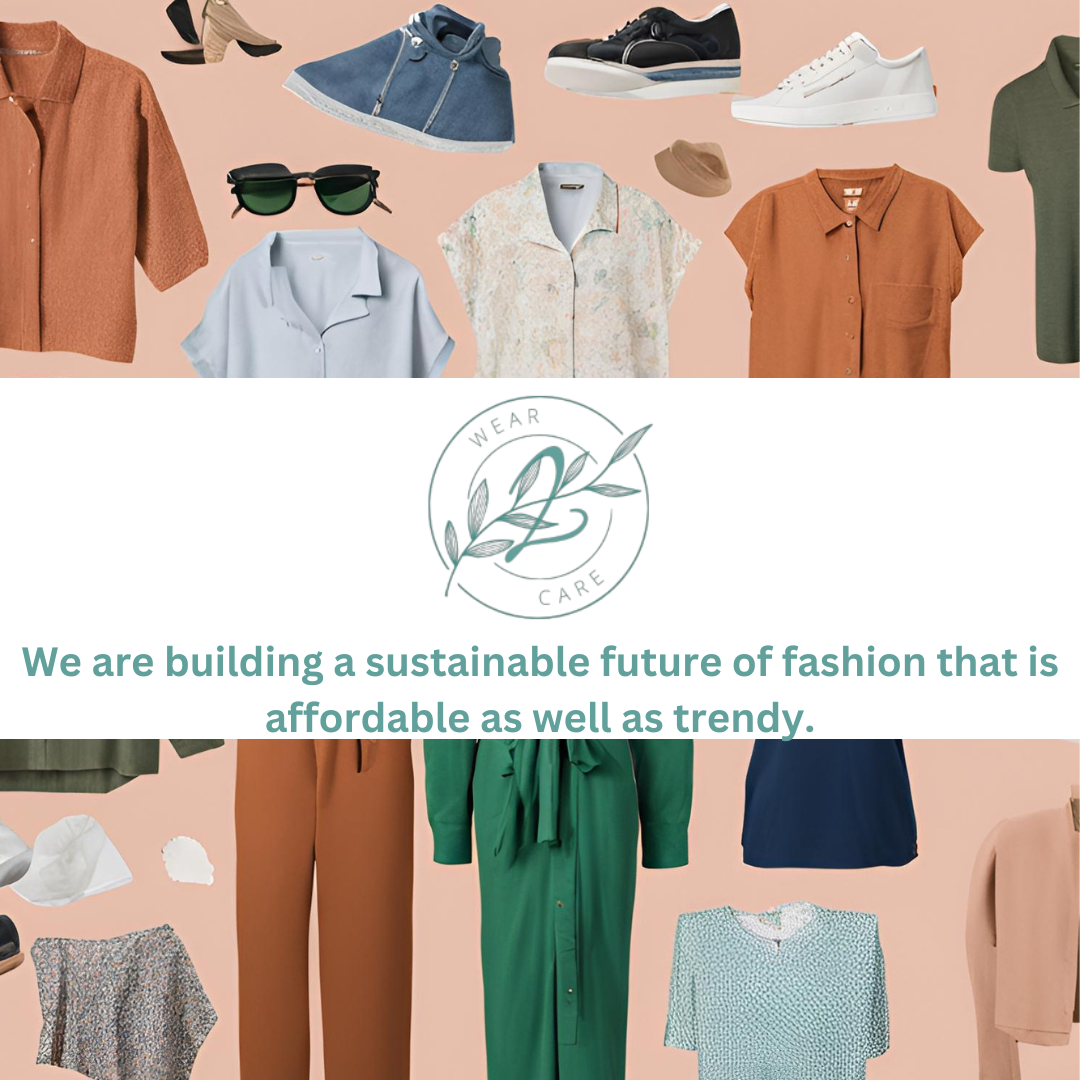 WEAR
2
CARE
We are building a sustainable future of fashion that is
affordable as well as trendy.